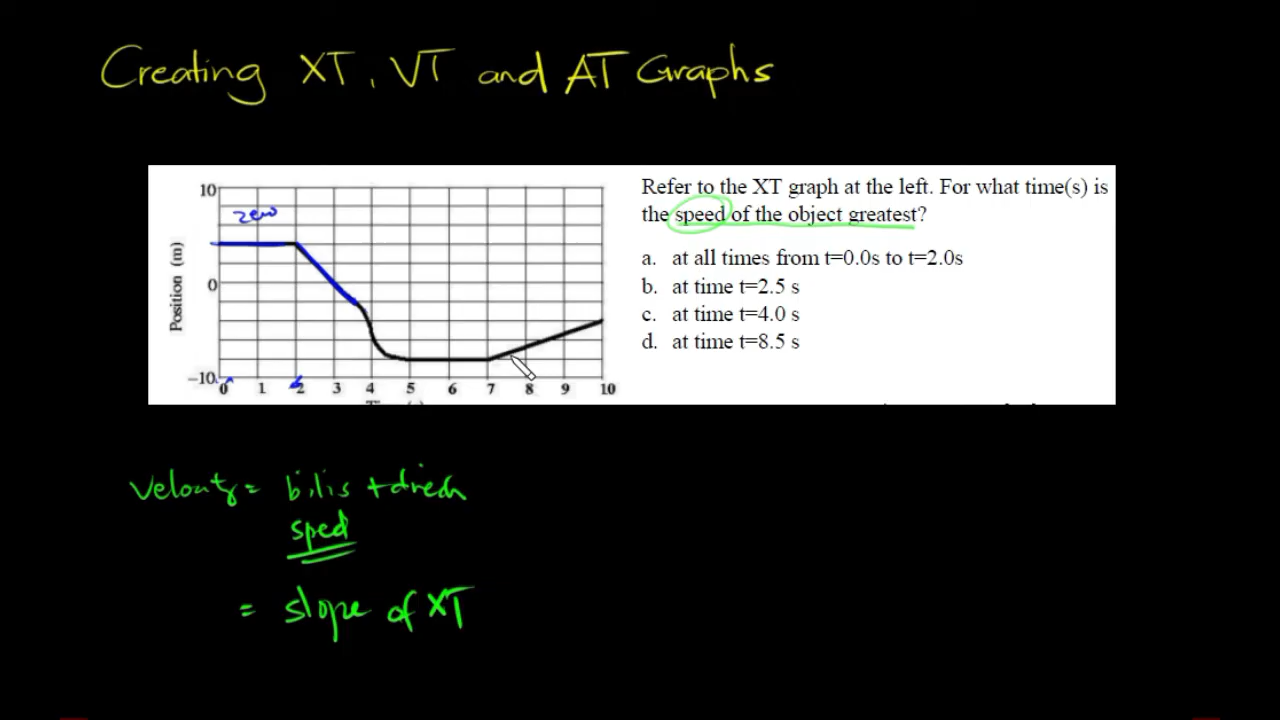 Creating XT, VT and AT Graphs
Refer to the XT graph at the left. For what time(s) is
the speed of the object greatest?
a. at all times from t=0.0s to t=2.0s
b. at time t=2.5 s
c. at time t=4.0 s
d. at time t=8.5 s
10
zero
0
-10
Position (m)
0 1 2 3 4 5 6 7 8 9 10
= bilis +
sped
= slope of XT